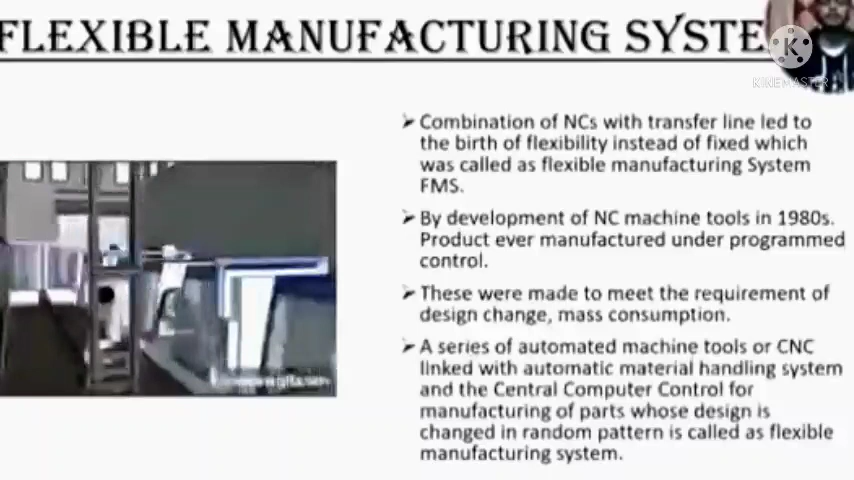 FLEXIBLE MANUFACTURING SYSTE
K
KINEMASTER
➤ Combination of NCs with transfer line led to
the birth of flexibility instead of fixed which
was called as flexible manufacturing System
FMS.
➤ By development of NC machine tools in 1980s.
Product ever manufactured under programmed
control.
➤ These were made to meet the requirement of
design change, mass consumption.
➤ A series of automated machine tools or CNC
linked with automatic material handling system
and the Central Computer Control for
manufacturing of parts whose design is
changed in random pattern is called as flexible
manufacturing system.